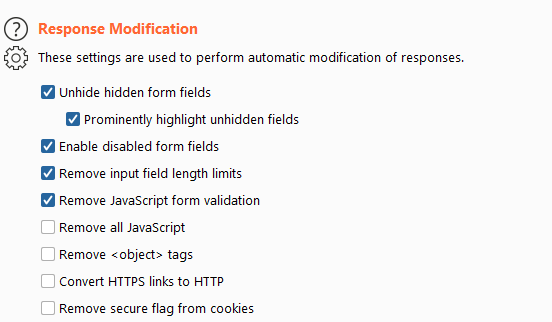 Response Modification
These settings are used to perform automatic modification of responses.
Unhide hidden form fields
Prominently highlight unhidden fields
Enable disabled form fields
Remove input field length limits
Remove JavaScript form validation
Remove all JavaScript
Remove <object> tags
Convert HTTPS links to HTTP
Remove secure flag from cookies